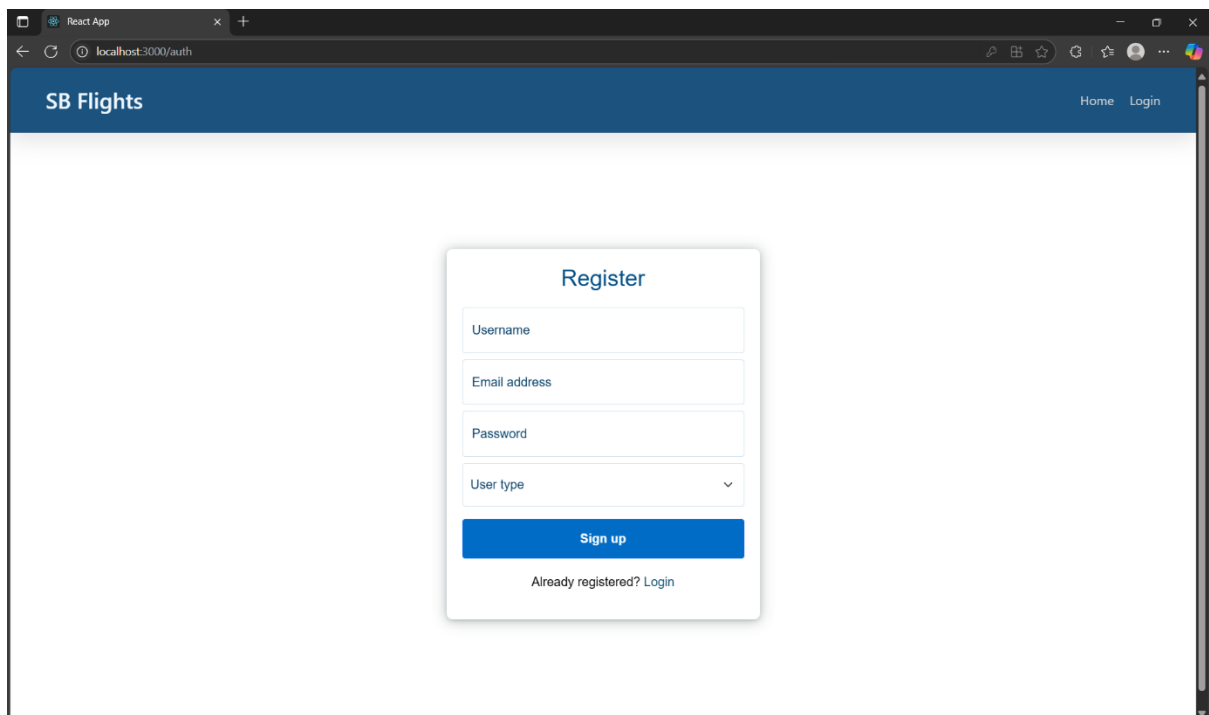 React App
localhost:3000/auth
SB Flights
Home Login
Register
Username
Email address
Password
User type
Sign up
Already registered? Login